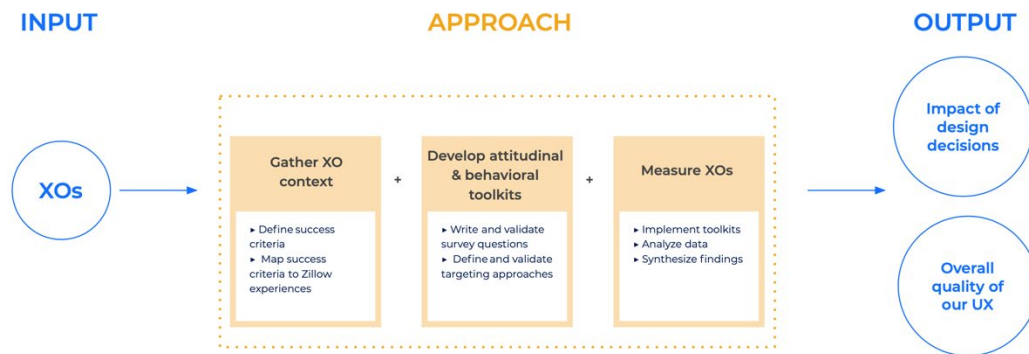 INPUT
APPROACH
OUTPUT
XOs
Gather XO
context
▸ Define success
criteria
▸ Map success
criteria to Zillow
experiences
+
Develop attitudinal
& behavioral
toolkits
▸ Write and validate
survey questions
▸ Define and validate
targeting approaches
+
Measure XOs
▸ Implement toolkits
▸ Analyze data
▸ Synthesize findings
Impact of
design
decisions
Overall
quality of
our UX